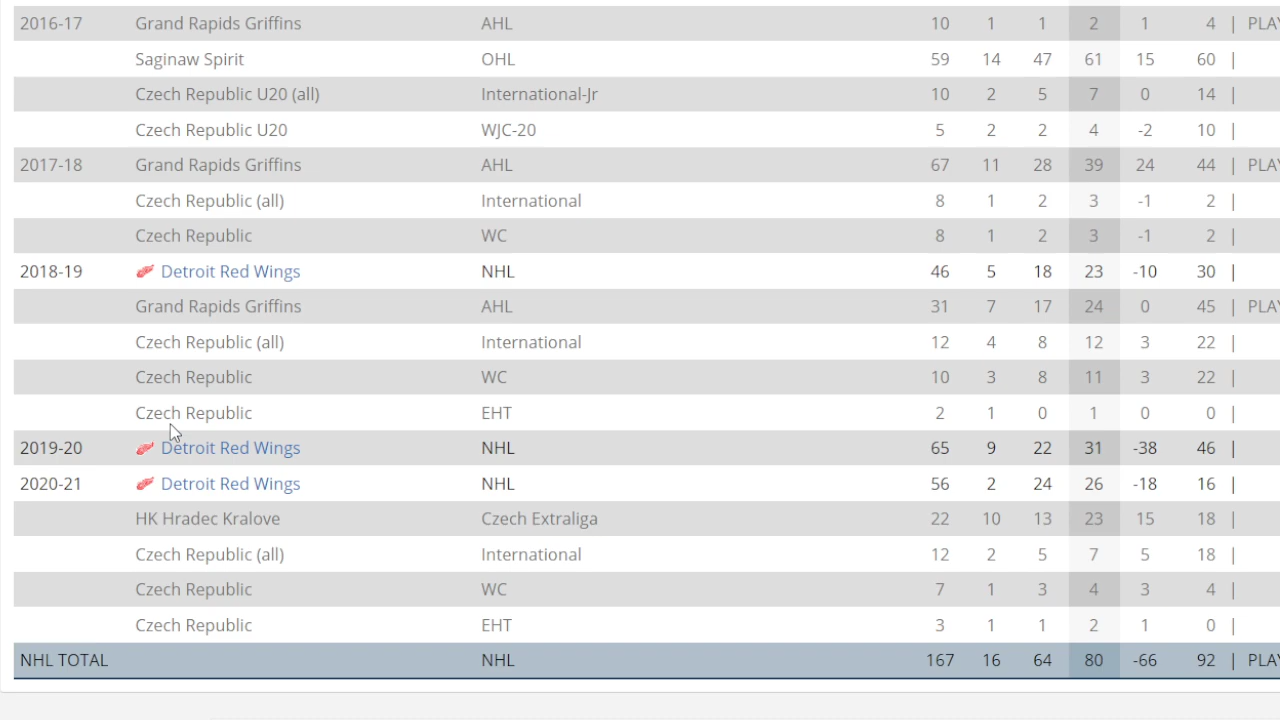 2016-17 Grand Rapids Griffins AHL 10 1 1 2 1 4 | PLAY
Saginaw Spirit OHL 59 14 47 61 15 60 |
Czech Republic U20 (all) International-Jr 10 2 5 7 0 14 |
Czech Republic U20 WJC-20 5 2 2 4 -2 10 |
2017-18 Grand Rapids Griffins AHL 67 11 28 39 24 44 | PLAY
Czech Republic (all) International 8 1 2 3 -1 2 |
Czech Republic WC 8 1 2 3 -1 2 |
2018-19 Detroit Red Wings NHL 46 5 18 23 -10 30 |
Grand Rapids Griffins AHL 31 7 17 24 0 45 | PLAY
Czech Republic (all) International 12 4 8 12 3 22 |
Czech Republic WC 10 3 8 11 3 22 |
Czech Republic EHT 2 1 0 1 0 0 |
2019-20 Detroit Red Wings NHL 65 9 22 31 -38 46 |
2020-21 Detroit Red Wings NHL 56 2 24 26 -18 16 |
HK Hradec Kralove Czech Extraliga 22 10 13 23 15 18 |
Czech Republic (all) International 12 2 5 7 5 18 |
Czech Republic WC 7 1 3 4 3 4 |
Czech Republic EHT 3 1 1 2 1 0 |
NHL TOTAL NHL 167 16 64 80 -66 92 | PLAY